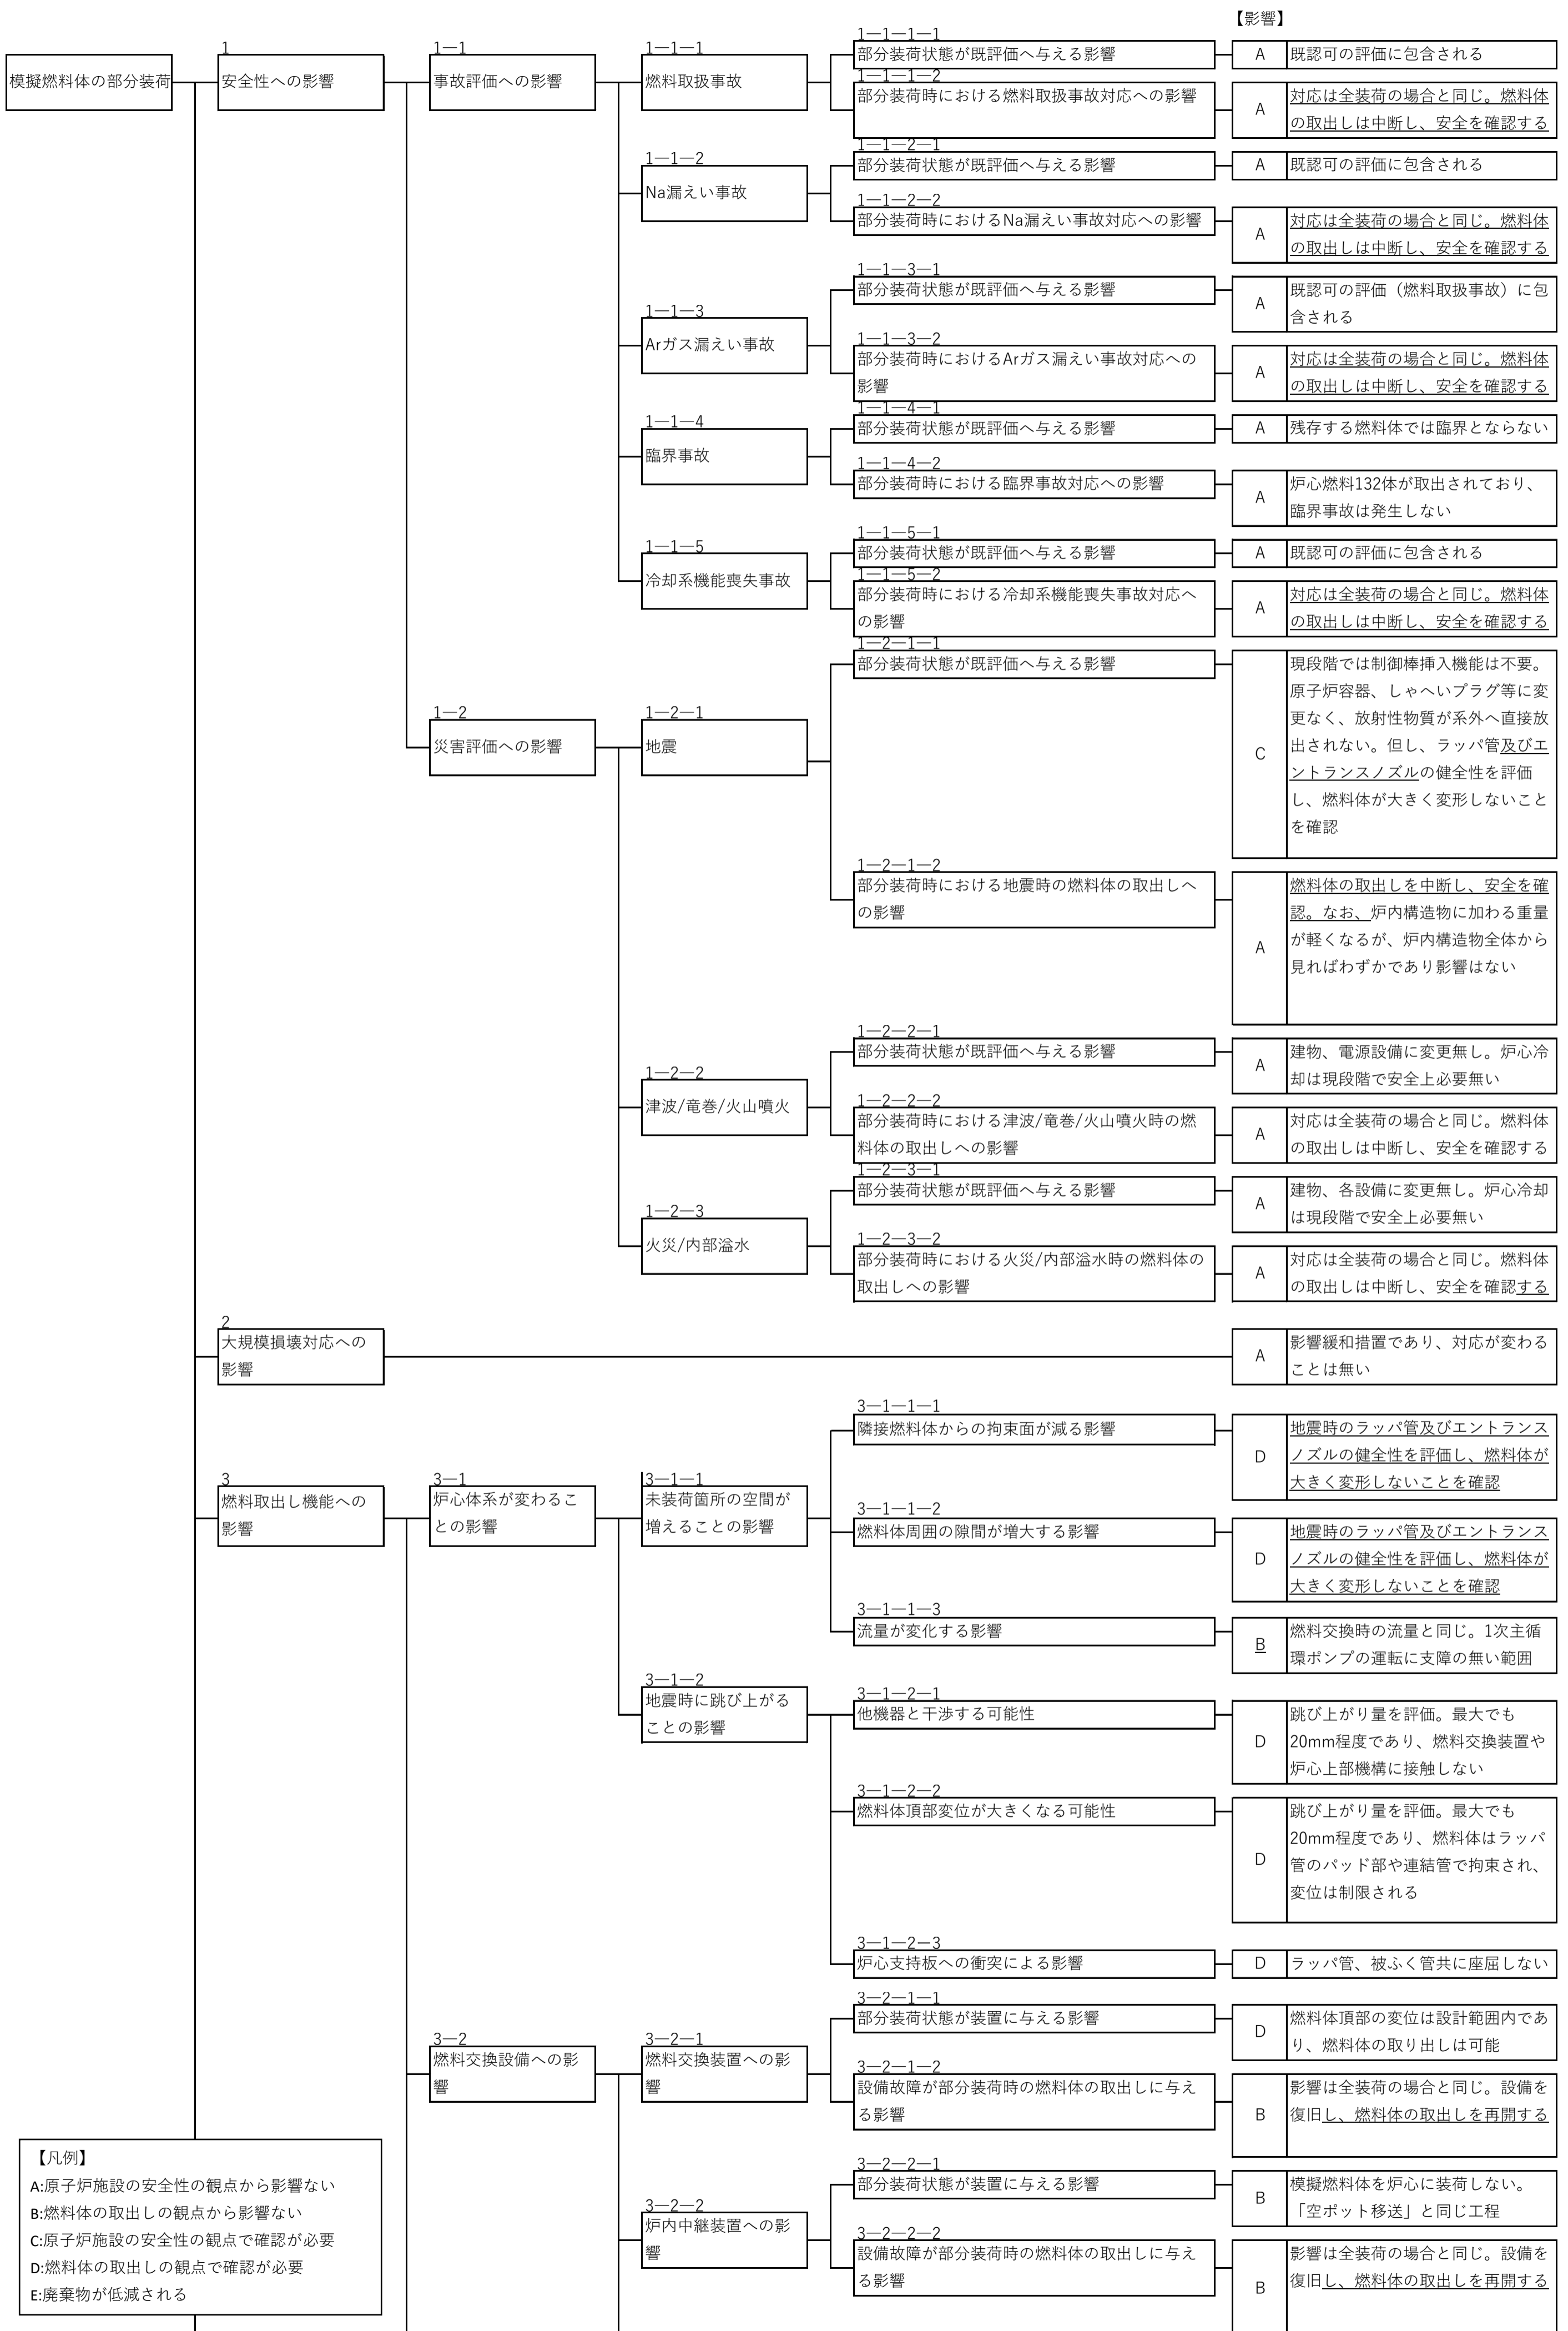 【影響】
模擬燃料体の部分装荷
1
安全性への影響
1―1
事故評価への影響
1―1―1
燃料取扱事故
1―1―1―1
部分装荷状態が既評価へ与える影響
A
既認可の評価に包含される
1―1―1―2
部分装荷時における燃料取扱事故対応への影響
A
対応は全装荷の場合と同じ。燃料体
の取出しは中断し、安全を確認する
1―1―2
Na漏えい事故
1―1―2―1
部分装荷状態が既評価へ与える影響
A
既認可の評価に包含される
1―1―2―2
部分装荷時におけるNa漏えい事故対応への影響
A
対応は全装荷の場合と同じ。燃料体
の取出しは中断し、安全を確認する
1―1―3
Arガス漏えい事故
1―1―3―1
部分装荷状態が既評価へ与える影響
A
既認可の評価（燃料取扱事故）に包
含される
1―1―3―2
部分装荷時におけるArガス漏えい事故対応への
影響
A
対応は全装荷の場合と同じ。燃料体
の取出しは中断し、安全を確認する
1―1―4
臨界事故
1―1―4―1
部分装荷状態が既評価へ与える影響
A
残存する燃料体では臨界とならない
1―1―4―2
部分装荷時における臨界事故対応への影響
A
炉心燃料132体が取出されており、
臨界事故は発生しない
1―1―5
冷却系機能喪失事故
1―1―5―1
部分装荷状態が既評価へ与える影響
A
既認可の評価に包含される
1―1―5―2
部分装荷時における冷却系機能喪失事故対応へ
の影響
A
対応は全装荷の場合と同じ。燃料体
の取出しは中断し、安全を確認する
1―2
災害評価への影響
1―2―1
地震
1―2―1―1
部分装荷状態が既評価へ与える影響
C
現段階では制御棒挿入機能は不要。
原子炉容器、しゃへいプラグ等に変
更なく、放射性物質が系外へ直接放
出されない。但し、ラッパ管及びエ
ントランスノズルの健全性を評価
し、燃料体が大きく変形しないこと
を確認
1―2―1―2
部分装荷時における地震時の燃料体の取出しへ
の影響
A
燃料体の取出しを中断し、安全を確
認。なお、炉内構造物に加わる重量
が軽くなるが、炉内構造物全体から
見ればわずかであり影響はない
1―2―2
津波/竜巻/火山噴火
1―2―2―1
部分装荷状態が既評価へ与える影響
A
建物、電源設備に変更無し。炉心冷
却は現段階で安全上必要無い
1―2―2―2
部分装荷時における津波/竜巻/火山噴火時の燃
料体の取出しへの影響
A
対応は全装荷の場合と同じ。燃料体
の取出しは中断し、安全を確認する
1―2―3
火災/内部溢水
1―2―3―1
部分装荷状態が既評価へ与える影響
A
建物、各設備に変更無し。炉心冷却
は現段階で安全上必要無い
1―2―3―2
部分装荷時における火災/内部溢水時の燃料体の
取出しへの影響
A
対応は全装荷の場合と同じ。燃料体
の取出しは中断し、安全を確認する
2
大規模損壊対応への
影響
A
影響緩和措置であり、対応が変わる
ことは無い
3
燃料取出し機能への
影響
3―1
炉心体系が変わるこ
との影響
3―1―1
未装荷箇所の空間が
増えることの影響
3―1―1―1
隣接燃料体からの拘束面が減る影響
D
地震時のラッパ管及びエントランス
ノズルの健全性を評価し、燃料体が
大きく変形しないことを確認
3―1―1―2
燃料体周囲の隙間が増大する影響
D
地震時のラッパ管及びエントランス
ノズルの健全性を評価し、燃料体が
大きく変形しないことを確認
3―1―1―3
流量が変化する影響
B
燃料交換時の流量と同じ。1次主循
環ポンプの運転に支障の無い範囲
3―1―2
地震時に跳び上がる
ことの影響
3―1―2―1
他機器と干渉する可能性
D
跳び上がり量を評価。最大でも
20mm程度であり、燃料交換装置や
炉心上部機構に接触しない
3―1―2―2
燃料体頂部変位が大きくなる可能性
D
跳び上がり量を評価。最大でも
20mm程度であり、燃料体はラッパ
管のパッド部や連結管で拘束され、
変位は制限される
3―1―2―3
炉心支持板への衝突による影響
D
ラッパ管、被ふく管共に座屈しない
3―2
燃料交換設備への影
響
3―2―1
燃料交換装置への影
響
3―2―1―1
部分装荷状態が装置に与える影響
D
燃料体頂部の変位は設計範囲内であ
り、燃料体の取り出しは可能
3―2―1―2
設備故障が部分装荷時の燃料体の取出しに与え
る影響
B
影響は全装荷の場合と同じ。設備を
復旧し、燃料体の取出しを再開する
3―2―2
炉内中継装置への影
響
3―2―2―1
部分装荷状態が装置に与える影響
B
模擬燃料体を炉心に装荷しない。
「空ポット移送」と同じ工程
3―2―2―2
設備故障が部分装荷時の燃料体の取出しに与え
る影響
B
影響は全装荷の場合と同じ。設備を
復旧し、燃料体の取出しを再開する
【凡例】
A:原子炉施設の安全性の観点から影響ない
B:燃料体の取出しの観点から影響ない
C:原子炉施設の安全性の観点で確認が必要
D:燃料体の取出しの観点で確認が必要
E:廃棄物が低減される